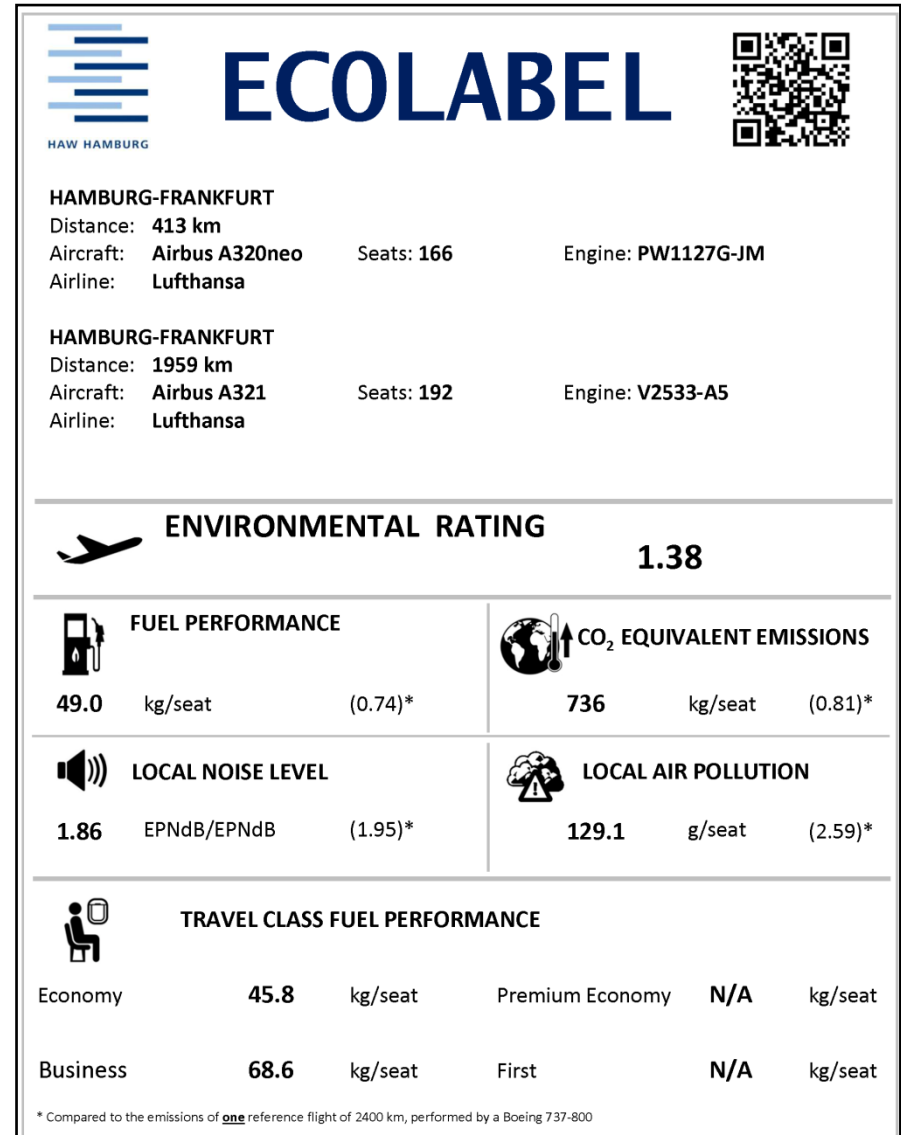 ECOLABEL
HAW HAMBURG
HAMBURG-FRANKFURT
Distance: 413 km
Aircraft: Airbus A320neo Seats: 166 Engine: PW1127G-JM
Airline: Lufthansa
HAMBURG-FRANKFURT
Distance: 1959 km
Aircraft: Airbus A321 Seats: 192 Engine: V2533-A5
Airline: Lufthansa
ENVIRONMENTAL RATING
1.38
FUEL PERFORMANCE
49.0 kg/seat (0.74)*
CO₂ EQUIVALENT EMISSIONS
736 kg/seat (0.81)*
LOCAL NOISE LEVEL
1.86 EPNdB/EPNdB (1.95)*
LOCAL AIR POLLUTION
129.1 g/seat (2.59)*
TRAVEL CLASS FUEL PERFORMANCE
Economy 45.8 kg/seat Premium Economy N/A kg/seat
Business 68.6 kg/seat First N/A kg/seat
* Compared to the emissions of one reference flight of 2400 km, performed by a Boeing 737-800